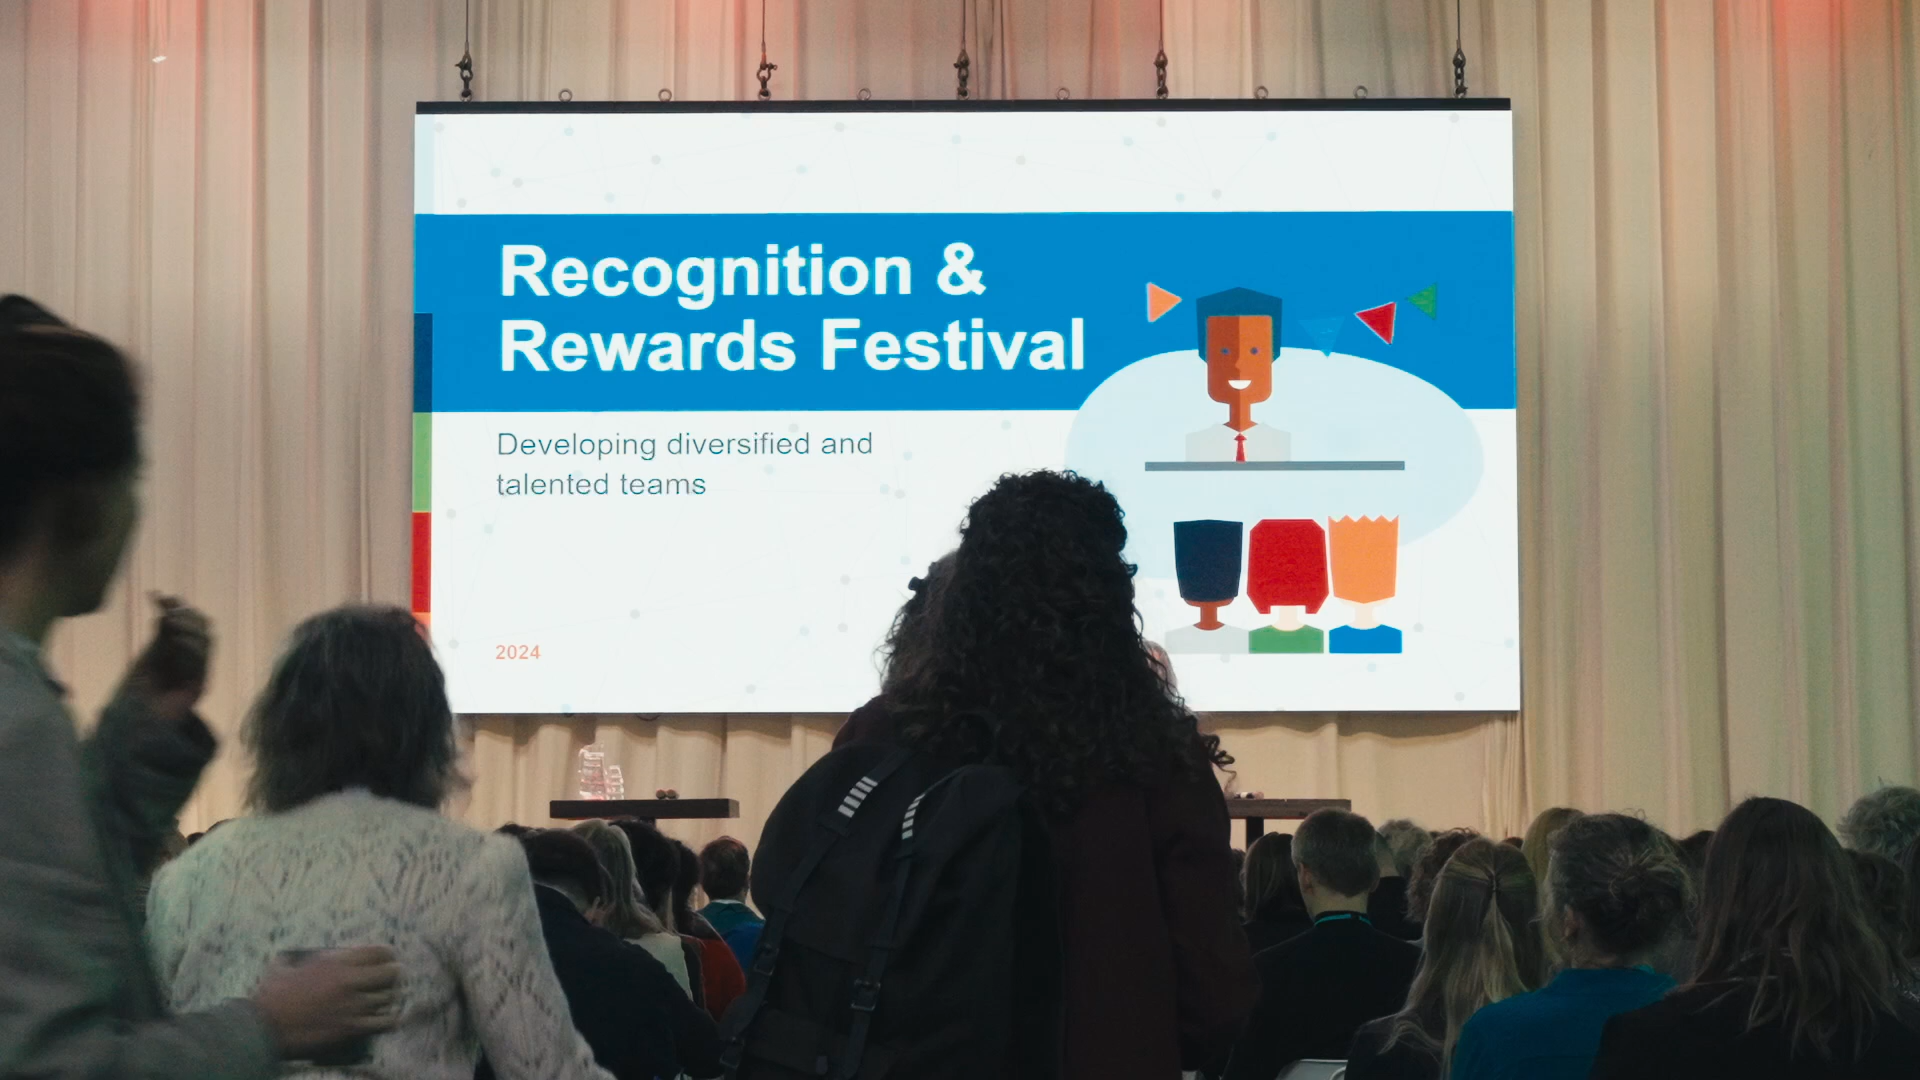 Recognition &
Rewards Festival
Developing diversified and
talented teams
2024